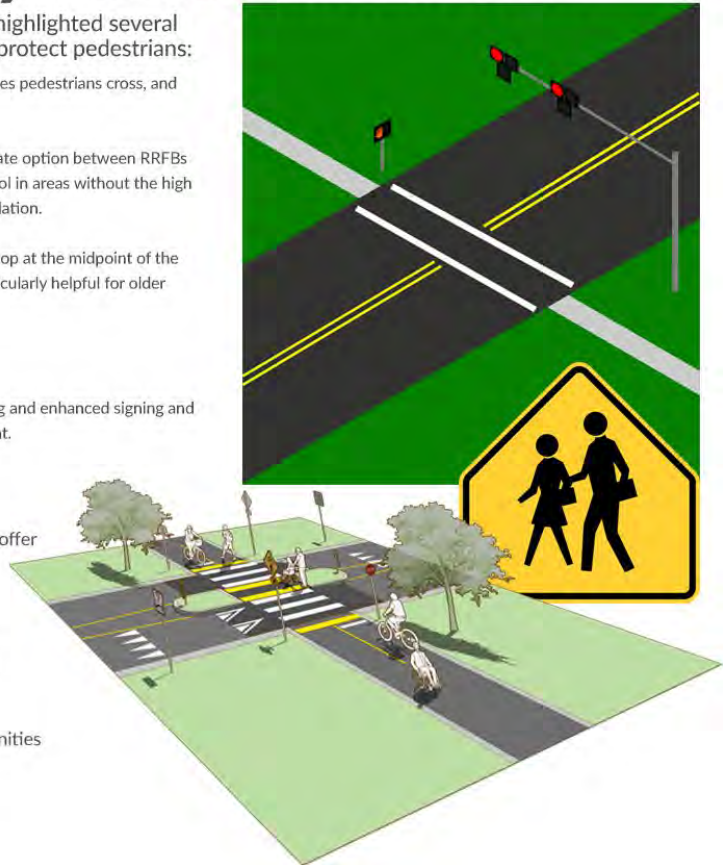 highlighted several
protect pedestrians:
es pedestrians cross, and
ate option between RRFBs
ol in areas without the high
lation.
op at the midpoint of the
cularly helpful for older
g and enhanced signing and
t.
offer
nities